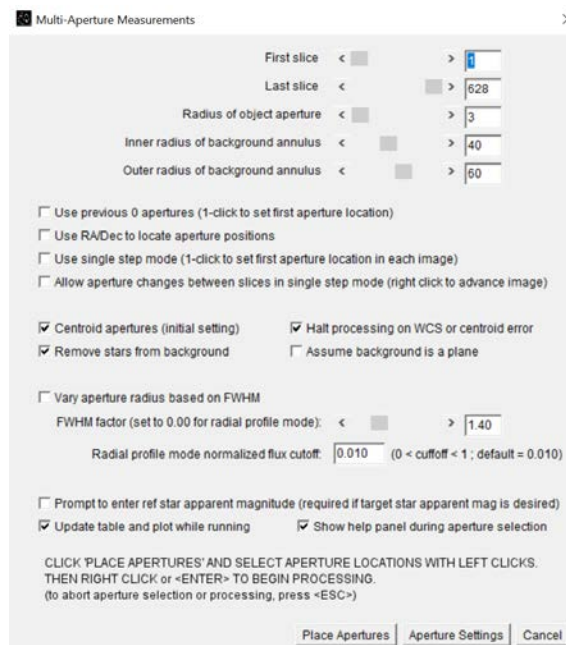 Multi-Aperture Measurements
First slice < > 1
Last slice < > 628
Radius of object aperture < > 3
Inner radius of background annulus < > 40
Outer radius of background annulus < > 60
Use previous 0 apertures (1-click to set first aperture location)
Use RA/Dec to locate aperture positions
Use single step mode (1-click to set first aperture location in each image)
Allow aperture changes between slices in single step mode (right click to advance image)
Centroid apertures (initial setting) Halt processing on WCS or centroid error
Remove stars from background Assume background is a plane
Vary aperture radius based on FWHM
FWHM factor (set to 0.00 for radial profile mode): < > 1.40
Radial profile mode normalized flux cutoff: 0.010 (0 < cuffoff < 1 ; default = 0.010)
Prompt to enter ref star apparent magnitude (required if target star apparent mag is desired)
Update table and plot while running Show help panel during aperture selection
CLICK 'PLACE APERTURES' AND SELECT APERTURE LOCATIONS WITH LEFT CLICKS.
THEN RIGHT CLICK or <ENTER> TO BEGIN PROCESSING.
(to abort aperture selection or processing, press <ESC>)
Place Apertures Aperture Settings Cancel